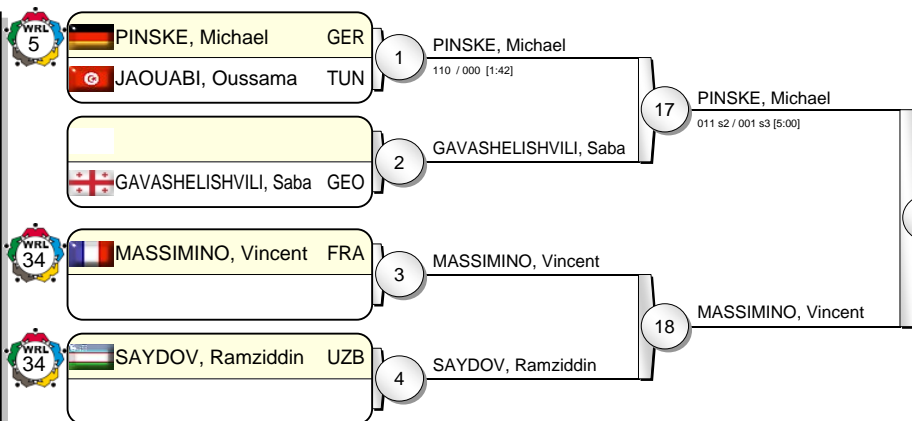 WRL
5
PINSKE, Michael GER
JAOUABI, Oussama TUN
1
PINSKE, Michael
110 / 000 [1:42]
GAVASHELISHVILI, Saba GEO
2
GAVASHELISHVILI, Saba
17
PINSKE, Michael
011 s2 / 001 s3 [5:00]
WRL
34
MASSIMINO, Vincent FRA
3
MASSIMINO, Vincent
WRL
34
SAYDOV, Ramziddin UZB
4
SAYDOV, Ramziddin
18
MASSIMINO, Vincent